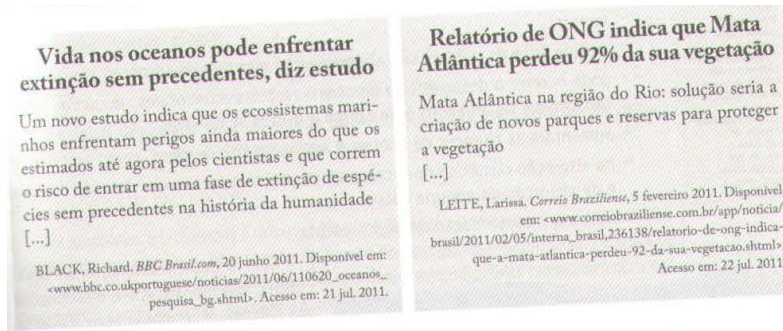 Vida nos oceanos pode enfrentar
extinção sem precedentes, diz estudo
Um novo estudo indica que os ecossistemas mari-
nhos enfrentam perigos ainda maiores do que os
estimados até agora pelos cientistas e que correm
o risco de entrar em uma fase de extinção de espé-
cies sem precedentes na história da humanidade
[...]
BLACK, Richard. BBC Brasil.com, 20 junho 2011. Disponível em:
<www.bbc.co.ukportuguese/noticias/2011/06/110620_oceanos_
pesquisa_bg.shtml>. Acesso em: 21 jul. 2011.
Relatório de ONG indica que Mata
Atlântica perdeu 92% da sua vegetação
Mata Atlântica na região do Rio: solução seria a
criação de novos parques e reservas para proteger
a vegetação
[...]
LEITE, Larissa. Correio Braziliense, 5 fevereiro 2011. Disponível
em: <www.correiobraziliense.com.br/app/noticia/
brasil/2011/02/05/interna_brasil,236138/relatorio-de-ong-indica-
que-a-mata-atlantica-perdeu-92-da-sua-vegetacao.shtml>
Acesso em: 22 jul. 2011